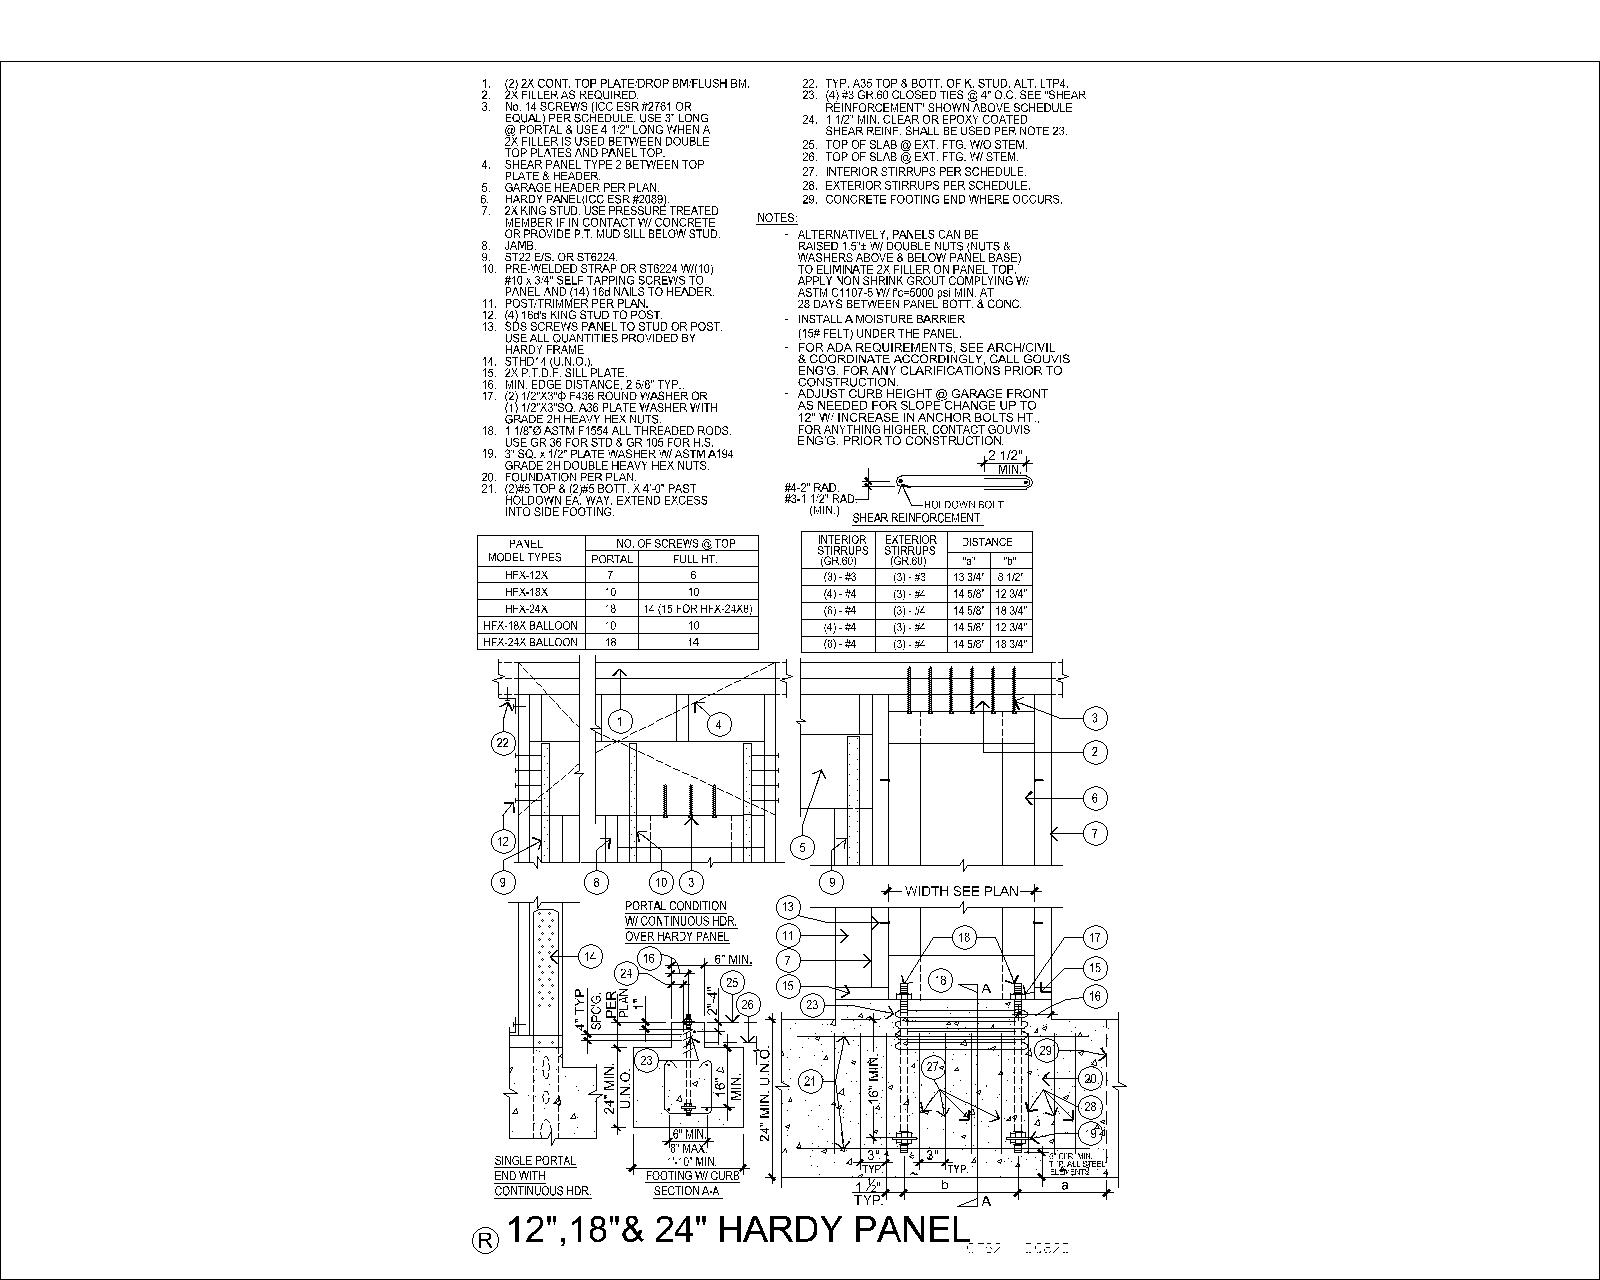 1. (2) 2X CONT. TOP PLATE/DROP BM/FLUSH BM.
2. 2X FILLER AS REQUIRED.
3. No. 14 SCREWS (ICC ESR #2761 OR
EQUAL) PER SCHEDULE. USE 3" LONG
@ PORTAL & USE 4 1/2" LONG WHEN A
2X FILLER IS USED BETWEEN DOUBLE
TOP PLATES AND PANEL TOP.
4. SHEAR PANEL TYPE 2 BETWEEN TOP
PLATE & HEADER.
5. GARAGE HEADER PER PLAN.
6. HARDY PANEL(ICC ESR #2089).
7. 2X KING STUD. USE PRESSURE TREATED
MEMBER IF IN CONTACT W/ CONCRETE
OR PROVIDE P.T. MUD SILL BELOW STUD.
8. JAMB.
9. ST22 E/S. OR ST6224.
10. PRE-WELDED STRAP OR ST6224 W/(10)
#10 x 3/4" SELF TAPPING SCREWS TO
PANEL AND (14) 16d NAILS TO HEADER.
11. POST/TRIMMER PER PLAN.
12. (4) 16d's KING STUD TO POST.
13. SDS SCREWS PANEL TO STUD OR POST.
USE ALL QUANTITIES PROVIDED BY
HARDY FRAME
14. STHD14 (U.N.O.).
15. 2X P.T.D.F. SILL PLATE.
16. MIN. EDGE DISTANCE, 2 5/8" TYP..
17. (2) 1/2"X3"Φ F436 ROUND WASHER OR
(1) 1/2"X3"SQ. A36 PLATE WASHER WITH
GRADE 2H HEAVY HEX NUTS.
18. 1 1/8"Ø ASTM F1554 ALL THREADED RODS.
USE GR 36 FOR STD & GR 105 FOR H.S.
19. 3" SQ. x 1/2" PLATE WASHER W/ ASTM A194
GRADE 2H DOUBLE HEAVY HEX NUTS.
20. FOUNDATION PER PLAN.
21. (2)#5 TOP & (2)#5 BOTT. X 4'-0" PAST
HOLDOWN EA. WAY. EXTEND EXCESS
INTO SIDE FOOTING.
22. TYP. A35 TOP & BOTT. OF K. STUD. ALT. LTP4.
23. (4) #3 GR.60 CLOSED TIES @ 4" O.C. SEE "SHEAR
REINFORCEMENT" SHOWN ABOVE SCHEDULE
24. 1 1/2" MIN. CLEAR OR EPOXY COATED
SHEAR REINF. SHALL BE USED PER NOTE 23.
25. TOP OF SLAB @ EXT. FTG. W/O STEM.
26. TOP OF SLAB @ EXT. FTG. W/ STEM.
27. INTERIOR STIRRUPS PER SCHEDULE.
28. EXTERIOR STIRRUPS PER SCHEDULE.
29. CONCRETE FOOTING END WHERE OCCURS.
NOTES:
- ALTERNATIVELY, PANELS CAN BE
RAISED 1.5"± W/ DOUBLE NUTS (NUTS &
WASHERS ABOVE & BELOW PANEL BASE)
TO ELIMINATE 2X FILLER ON PANEL TOP.
APPLY NON SHRINK GROUT COMPLYING W/
ASTM C1107-5 W/ f'c=5000 psi MIN. AT
28 DAYS BETWEEN PANEL BOTT. & CONC.
- INSTALL A MOISTURE BARRIER
(15# FELT) UNDER THE PANEL.
- FOR ADA REQUIREMENTS, SEE ARCH/CIVIL
& COORDINATE ACCORDINGLY, CALL GOUVIS
ENG'G. FOR ANY CLARIFICATIONS PRIOR TO
CONSTRUCTION.
- ADJUST CURB HEIGHT @ GARAGE FRONT
AS NEEDED FOR SLOPE CHANGE UP TO
12" W/ INCREASE IN ANCHOR BOLTS HT.,
FOR ANYTHING HIGHER, CONTACT GOUVIS
ENG'G. PRIOR TO CONSTRUCTION.
2 1/2"
MIN.
#4-2" RAD.
#3-1 1/2" RAD.
(MIN.)
HOLDOWN BOLT
SHEAR REINFORCEMENT
PANEL MODEL TYPES NO. OF SCREWS @ TOP
PORTAL FULL HT.
HFX-12X 7 6
HFX-18X 10 10
HFX-24X 18 14 (15 FOR HFX-24X8)
HFX-18X BALLOON 10 10
HFX-24X BALLOON 18 14
INTERIOR STIRRUPS (GR.60) EXTERIOR STIRRUPS (GR.60) DISTANCE
"a" "b"
(3) - #3 (3) - #3 13 3/4" 8 1/2"
(4) - #4 (3) - #4 14 5/8" 12 3/4"
(6) - #4 (3) - #4 14 5/8" 18 3/4"
(4) - #4 (3) - #4 14 5/8" 12 3/4"
(6) - #4 (3) - #4 14 5/8" 18 3/4"
22
1
4
3
2
12
6
7
5
9
8
10
3
9
WIDTH SEE PLAN
PORTAL CONDITION
W/ CONTINUOUS HDR.
OVER HARDY PANEL
13
11
7
15
23
18
17
15
16
18
A
14
16
24
6" MIN.
25
26
4" TYP
SPC'G.
PER
PLAN
1"
2"-4"
23
24" MIN.
U.N.O.
16"
MIN.
6" MIN.
8" MAX.
24" MIN. U.N.O.
21
16" MIN.
27
29
20
28
3"
TYP.
3"
TYP.
1 1/2"
TYP.
b
a
A
SINGLE PORTAL
END WITH
CONTINUOUS HDR.
FOOTING W/ CURB
SECTION A-A
R 12",18"& 24" HARDY PANEL